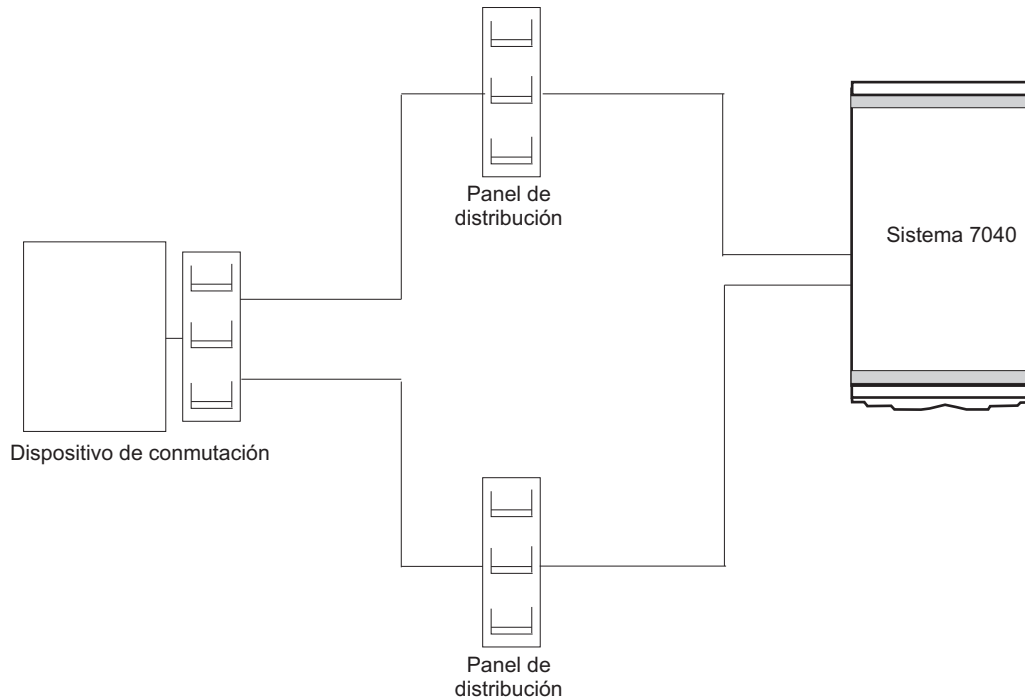 Panel de
distribución
Sistema 7040
Dispositivo de conmutación
Panel de
distribución